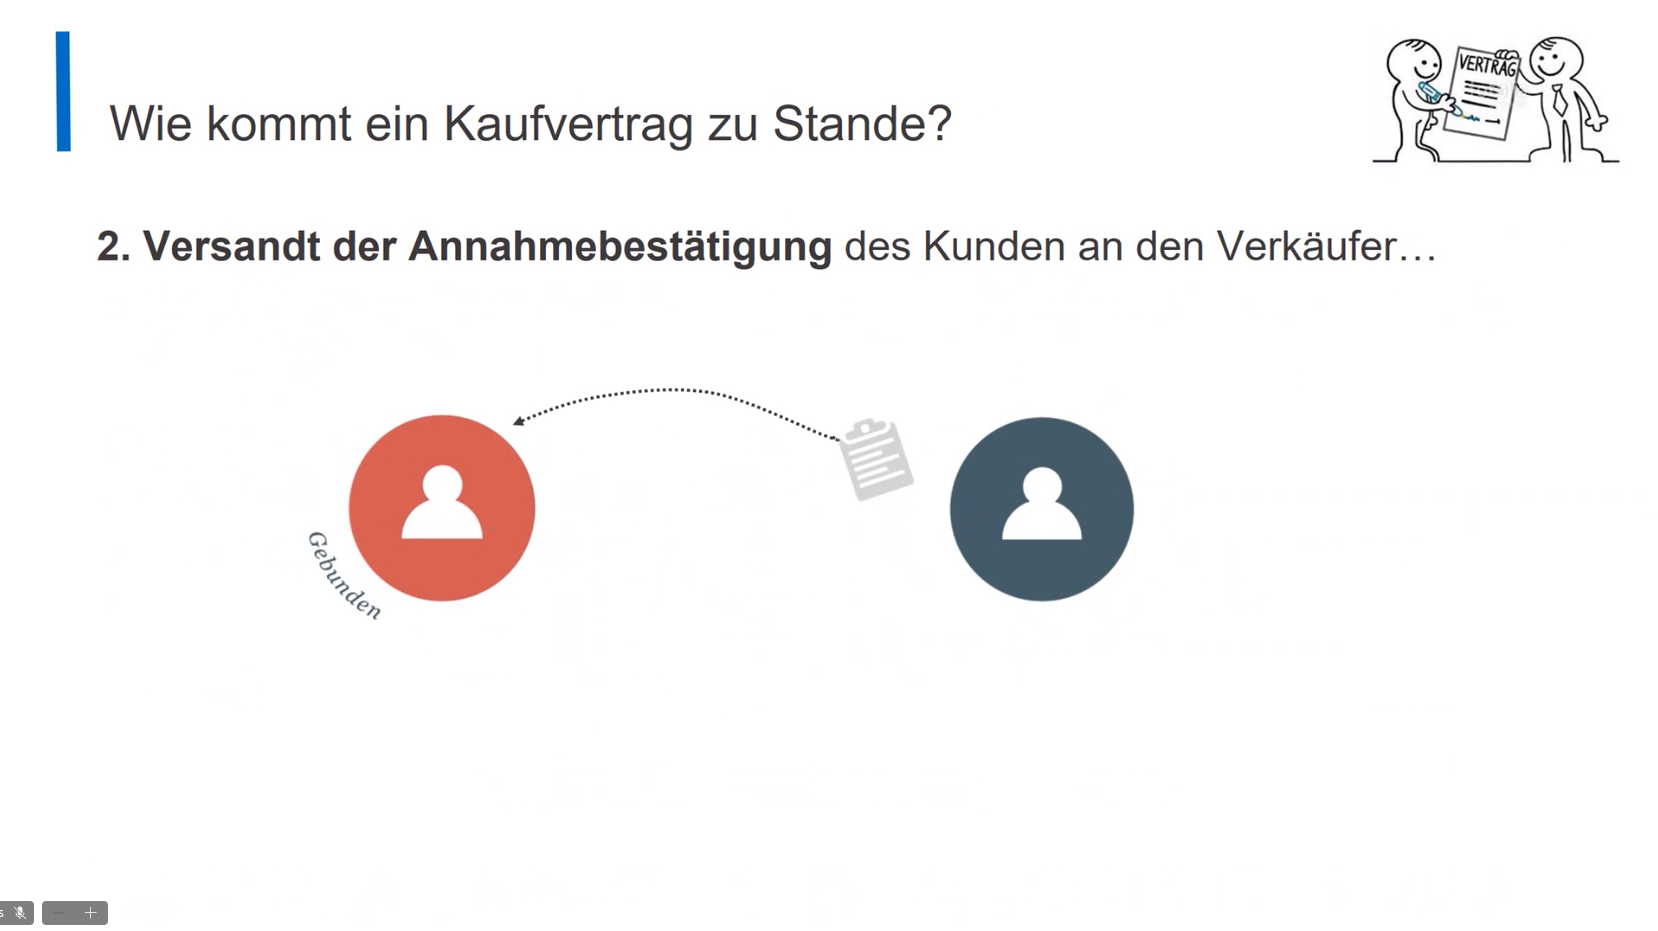 VERTRAG
Wie kommt ein Kaufvertrag zu Stande?
2. Versandt der Annahmebestätigung des Kunden an den Verkäufer…
Gebunden
s